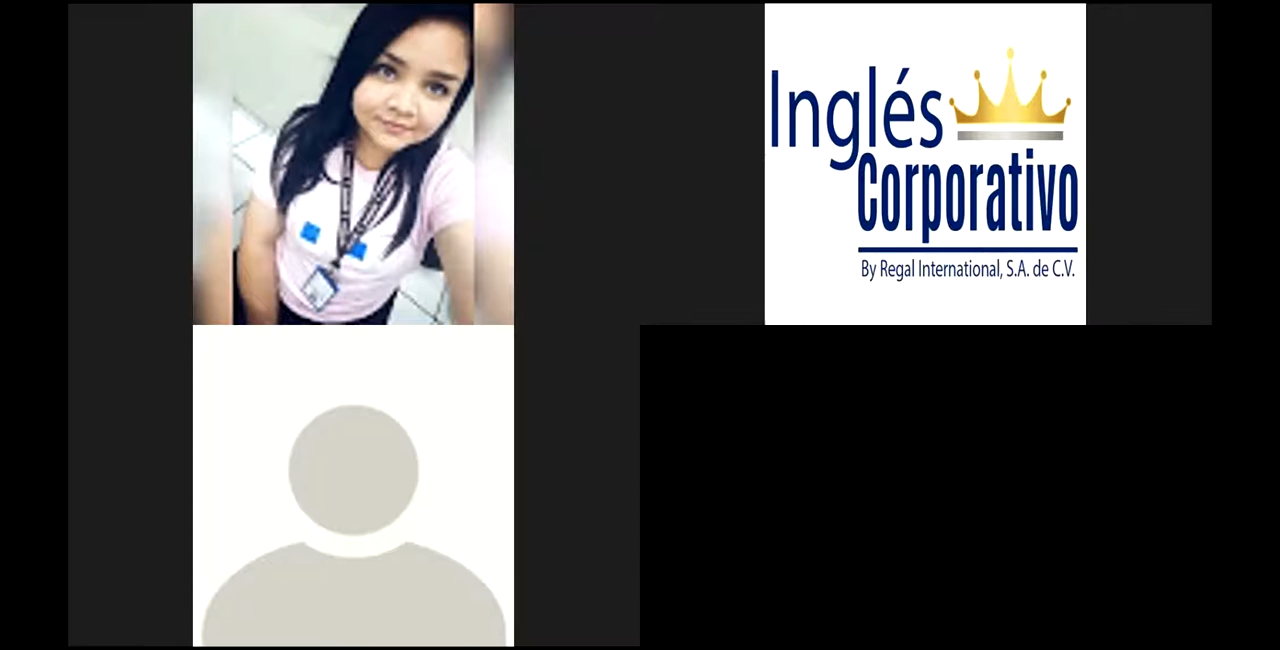 Inglés
Corporativo
By Regal International, S.A. de C.V.